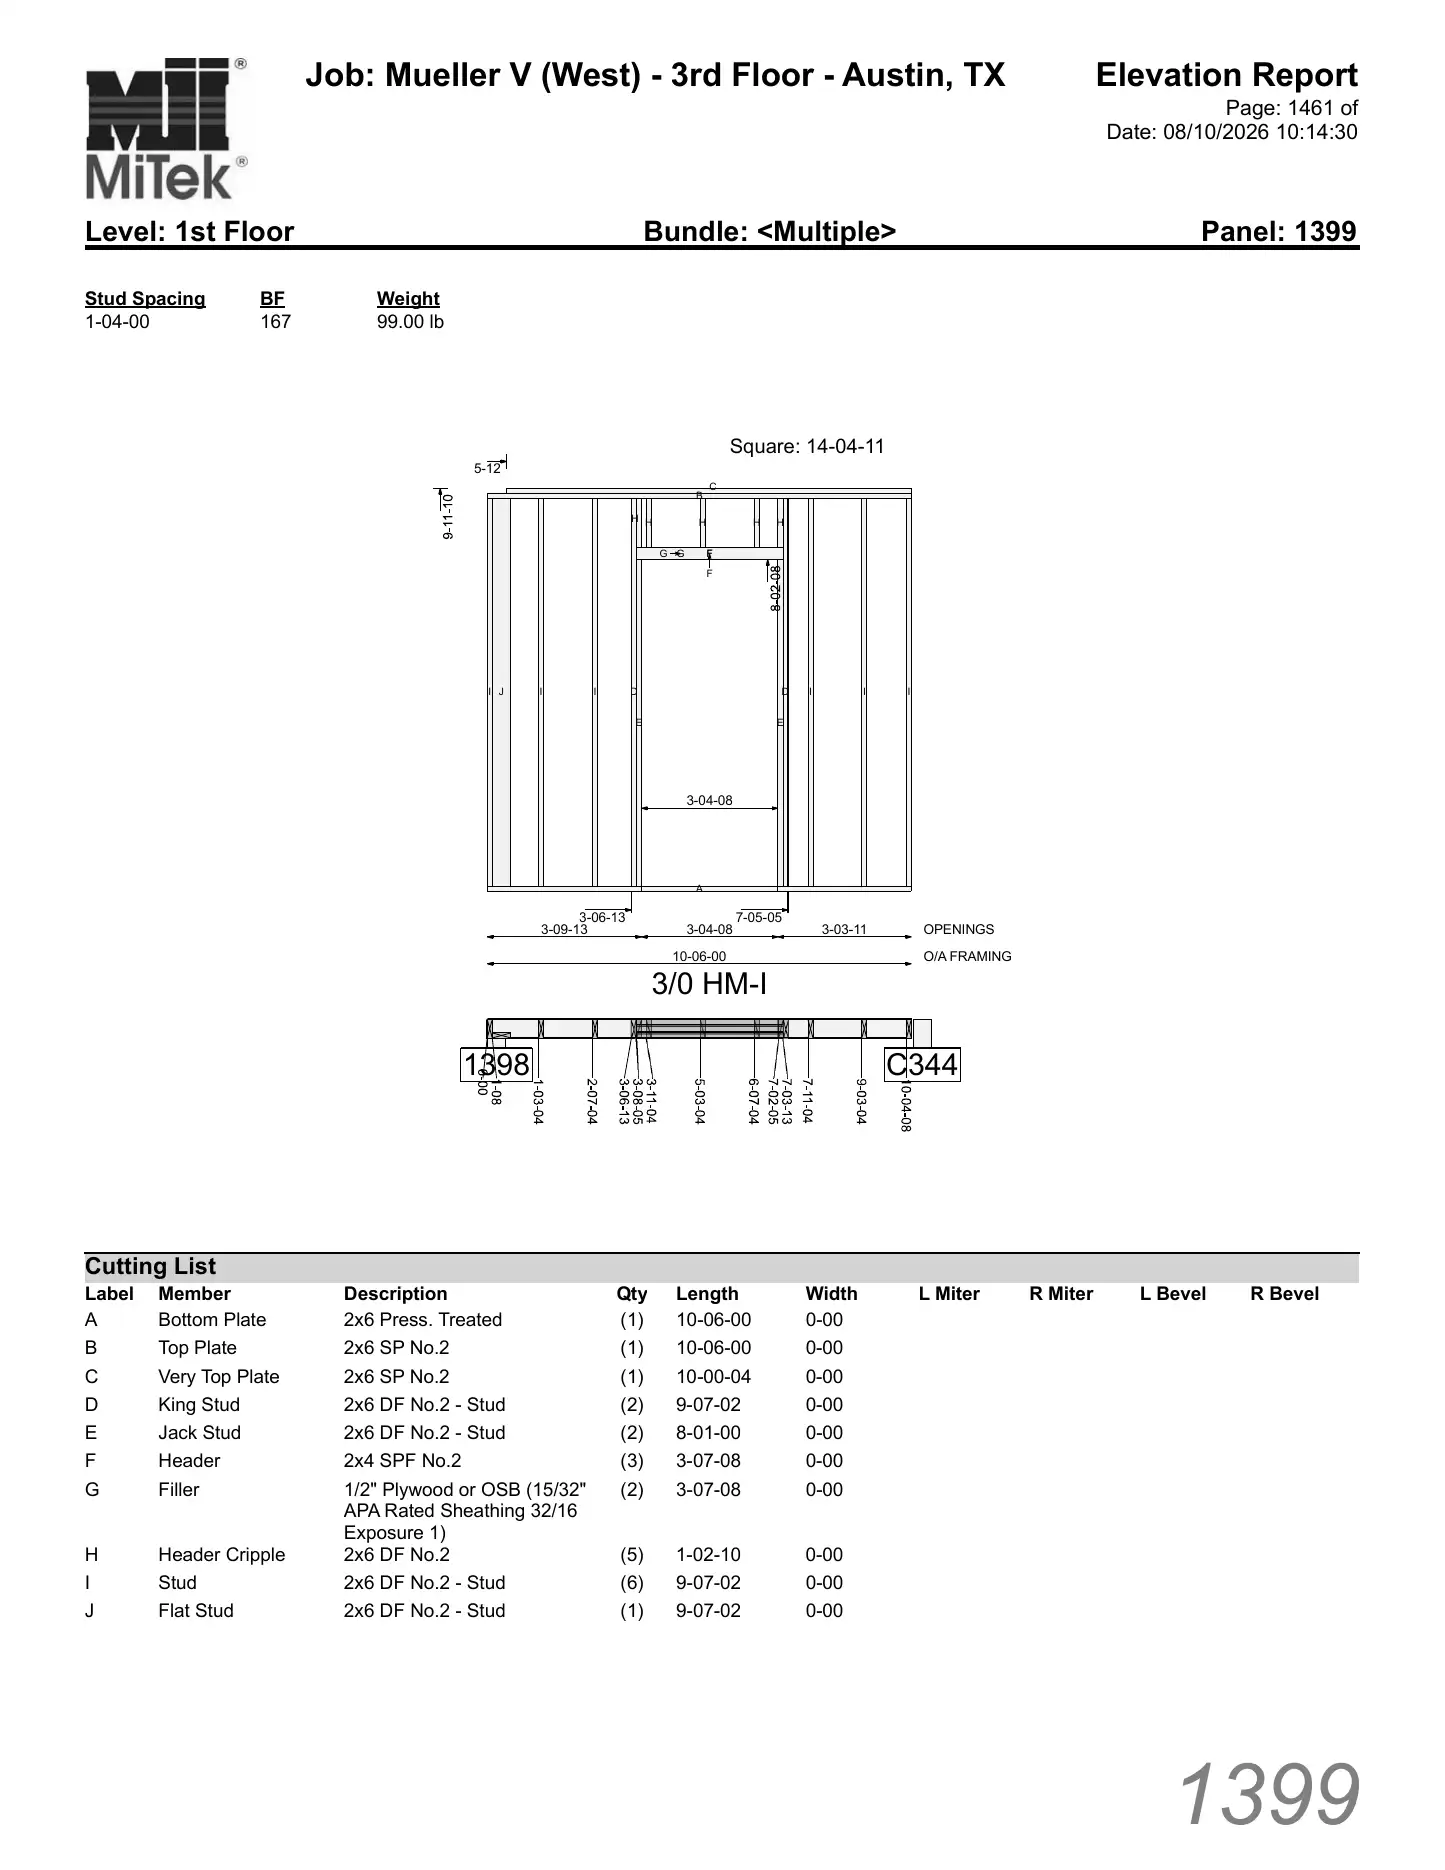 Job: Mueller V (West) - 3rd Floor - Austin, TX
Elevation Report
Page: 1461 of
Date: 08/10/2026 10:14:30
MiTek®
Level: 1st Floor Bundle: <Multiple> Panel: 1399
Stud Spacing BF Weight
1-04-00 167 99.00 lb
Square: 14-04-11
5-12
C
B
9-11-10
H H H H H
G G F
F
8-02-08
I J I I D D I I I
E E
3-04-08
A
3-06-13 7-05-05
3-09-13 3-04-08 3-03-11 OPENINGS
10-06-00 O/A FRAMING
3/0 HM-I
1398 C344
0-00 1-08 1-03-04 2-07-04 3-06-13 3-08-05 3-11-04 5-03-04 6-07-04 7-02-05 7-03-13 7-11-04 9-03-04 10-04-08
Cutting List
Label Member Description Qty Length Width L Miter R Miter L Bevel R Bevel
A Bottom Plate 2x6 Press. Treated (1) 10-06-00 0-00
B Top Plate 2x6 SP No.2 (1) 10-06-00 0-00
C Very Top Plate 2x6 SP No.2 (1) 10-00-04 0-00
D King Stud 2x6 DF No.2 - Stud (2) 9-07-02 0-00
E Jack Stud 2x6 DF No.2 - Stud (2) 8-01-00 0-00
F Header 2x4 SPF No.2 (3) 3-07-08 0-00
G Filler 1/2" Plywood or OSB (15/32" (2) 3-07-08 0-00
APA Rated Sheathing 32/16
Exposure 1)
H Header Cripple 2x6 DF No.2 (5) 1-02-10 0-00
I Stud 2x6 DF No.2 - Stud (6) 9-07-02 0-00
J Flat Stud 2x6 DF No.2 - Stud (1) 9-07-02 0-00
1399